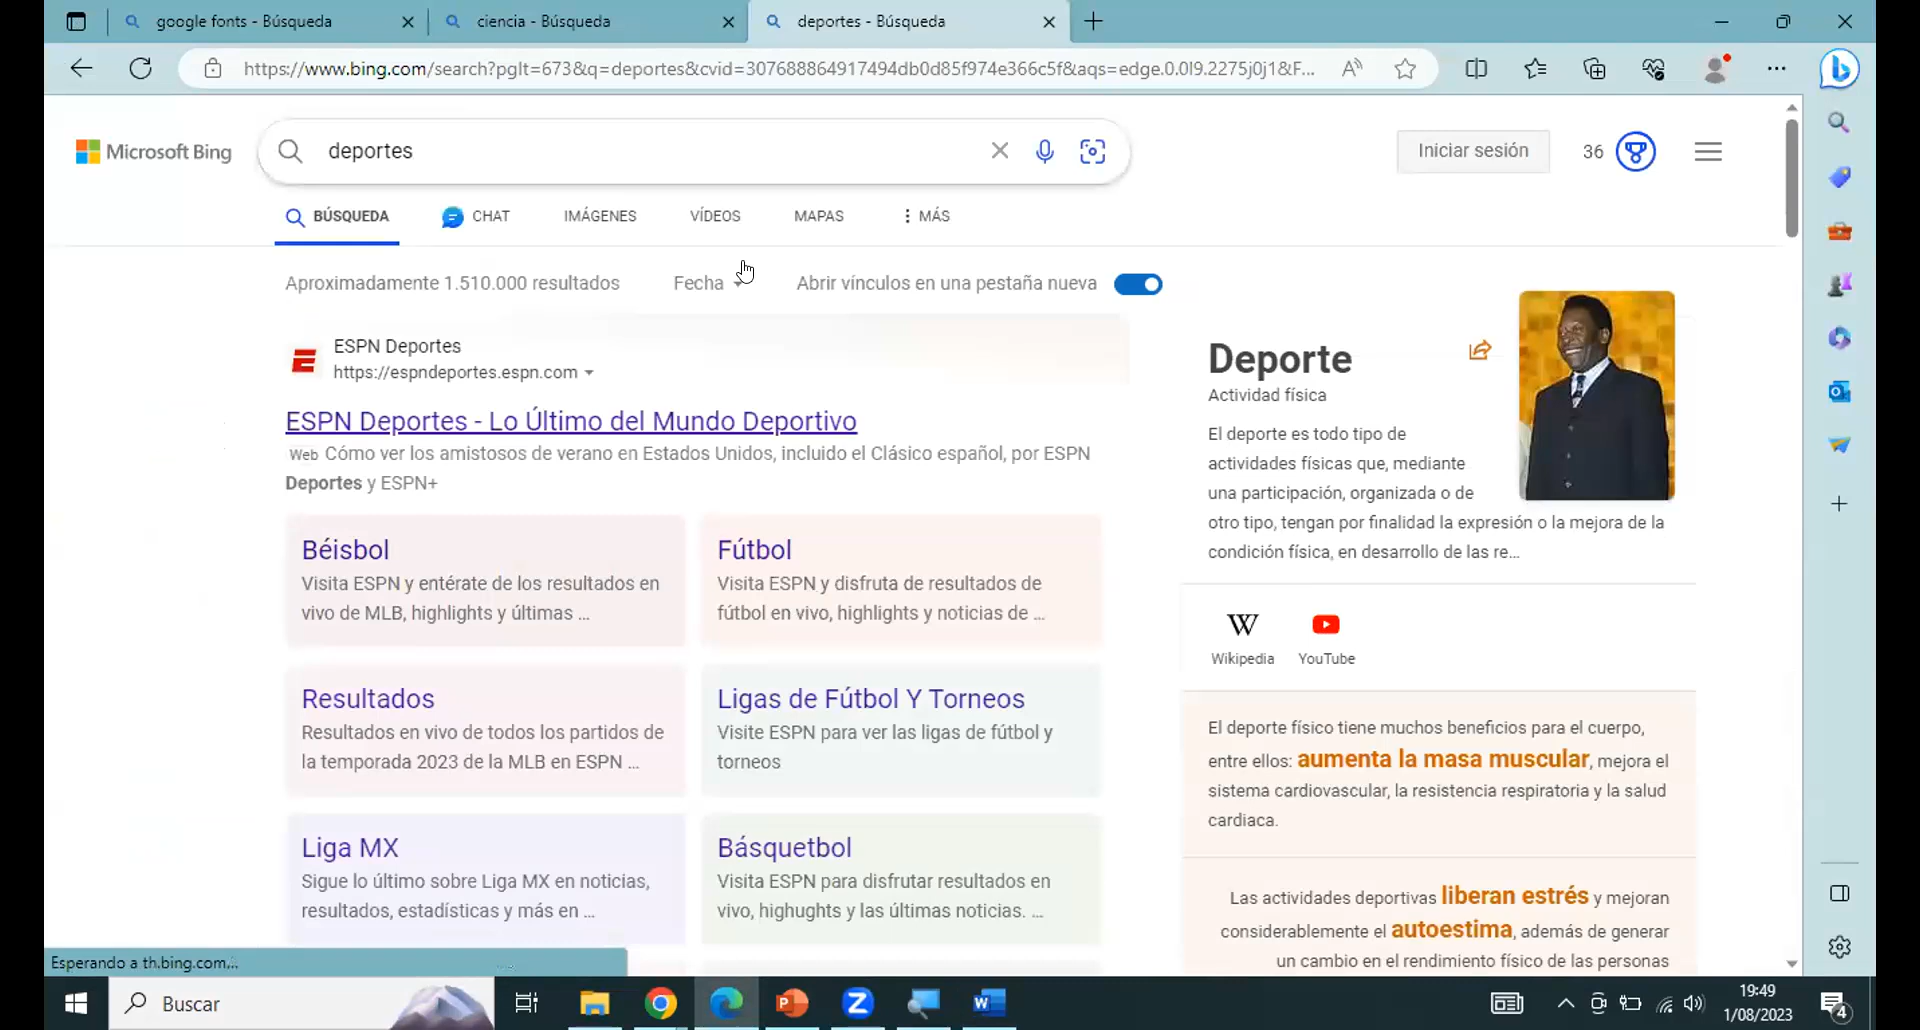 google fonts - Búsqueda
ciencia - Búsqueda
deportes - Búsqueda
https://www.bing.com/search?pglt=673&q=deportes&cvid=307688864917494db0d85f974e366c5f&aqs=edge.0.0l9.2275j0j1&F...
Microsoft Bing
deportes
Iniciar sesión
36
BÚSQUEDA
CHAT
IMÁGENES
VÍDEOS
MAPAS
MÁS
Aproximadamente 1.510.000 resultados
Fecha
Abrir vínculos en una pestaña nueva
ESPN Deportes
https://espndeportes.espn.com
ESPN Deportes - Lo Último del Mundo Deportivo
Web Cómo ver los amistosos de verano en Estados Unidos, incluido el Clásico español, por ESPN
Deportes y ESPN+
Béisbol
Visita ESPN y entérate de los resultados en
vivo de MLB, highlights y últimas ...
Fútbol
Visita ESPN y disfruta de resultados de
fútbol en vivo, highlights y noticias de ...
Resultados
Resultados en vivo de todos los partidos de
la temporada 2023 de la MLB en ESPN ...
Ligas de Fútbol Y Torneos
Visite ESPN para ver las ligas de fútbol y
torneos
Liga MX
Sigue lo último sobre Liga MX en noticias,
resultados, estadísticas y más en ...
Básquetbol
Visita ESPN para disfrutar resultados en
vivo, highughts y las últimas noticias. ...
Deporte
Actividad física
El deporte es todo tipo de
actividades físicas que, mediante
una participación, organizada o de
otro tipo, tengan por finalidad la expresión o la mejora de la
condición física, en desarrollo de las re...
Wikipedia
YouTube
El deporte físico tiene muchos beneficios para el cuerpo,
entre ellos: aumenta la masa muscular, mejora el
sistema cardiovascular, la resistencia respiratoria y la salud
cardiaca.
Las actividades deportivas liberan estrés y mejoran
considerablemente el autoestima, además de generar
un cambio en el rendimiento físico de las personas
Esperando a th.bing.com...
Buscar
19:49
1/08/2023
4